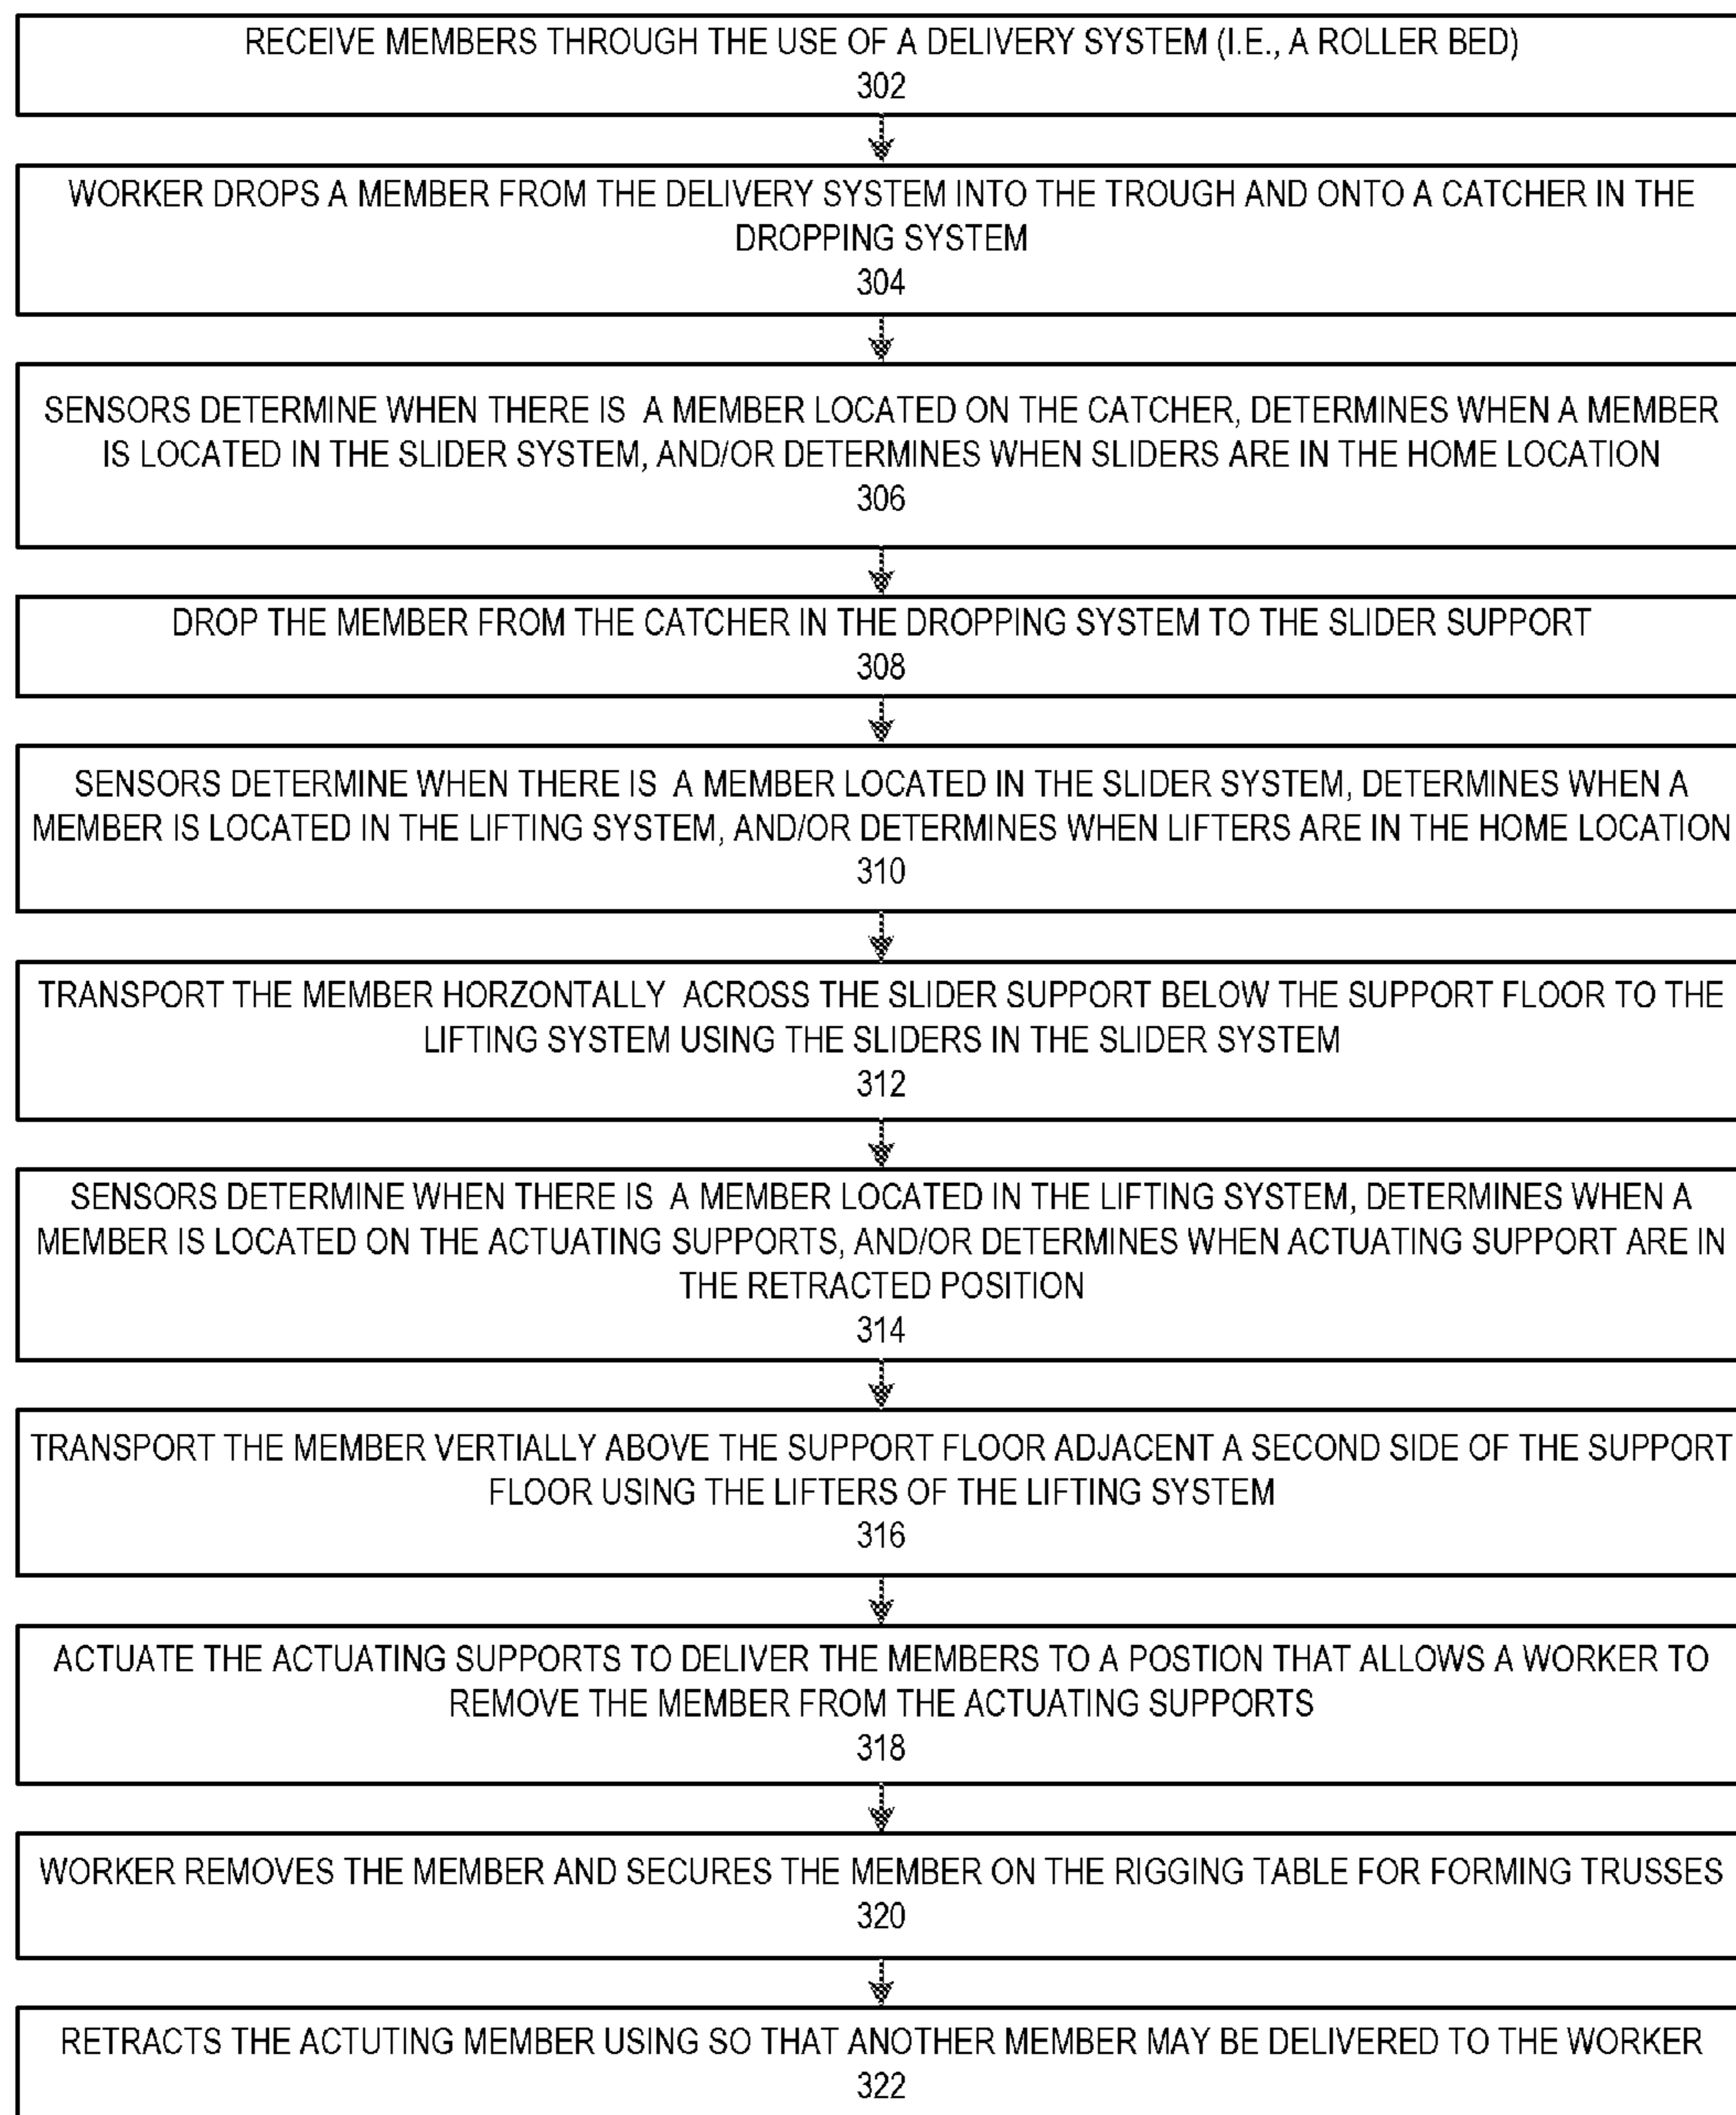 RECEIVE MEMBERS THROUGH THE USE OF A DELIVERY SYSTEM (I.E., A ROLLER BED)
302
WORKER DROPS A MEMBER FROM THE DELIVERY SYSTEM INTO THE TROUGH AND ONTO A CATCHER IN THE
DROPPING SYSTEM
304
SENSORS DETERMINE WHEN THERE IS A MEMBER LOCATED ON THE CATCHER, DETERMINES WHEN A MEMBER
IS LOCATED IN THE SLIDER SYSTEM, AND/OR DETERMINES WHEN SLIDERS ARE IN THE HOME LOCATION
306
DROP THE MEMBER FROM THE CATCHER IN THE DROPPING SYSTEM TO THE SLIDER SUPPORT
308
SENSORS DETERMINE WHEN THERE IS A MEMBER LOCATED IN THE SLIDER SYSTEM, DETERMINES WHEN A
MEMBER IS LOCATED IN THE LIFTING SYSTEM, AND/OR DETERMINES WHEN LIFTERS ARE IN THE HOME LOCATION
310
TRANSPORT THE MEMBER HORZONTALLY ACROSS THE SLIDER SUPPORT BELOW THE SUPPORT FLOOR TO THE
LIFTING SYSTEM USING THE SLIDERS IN THE SLIDER SYSTEM
312
SENSORS DETERMINE WHEN THERE IS A MEMBER LOCATED IN THE LIFTING SYSTEM, DETERMINES WHEN A
MEMBER IS LOCATED ON THE ACTUATING SUPPORTS, AND/OR DETERMINES WHEN ACTUATING SUPPORT ARE IN
THE RETRACTED POSITION
314
TRANSPORT THE MEMBER VERTIALLY ABOVE THE SUPPORT FLOOR ADJACENT A SECOND SIDE OF THE SUPPORT
FLOOR USING THE LIFTERS OF THE LIFTING SYSTEM
316
ACTUATE THE ACTUATING SUPPORTS TO DELIVER THE MEMBERS TO A POSTION THAT ALLOWS A WORKER TO
REMOVE THE MEMBER FROM THE ACTUATING SUPPORTS
318
WORKER REMOVES THE MEMBER AND SECURES THE MEMBER ON THE RIGGING TABLE FOR FORMING TRUSSES
320
RETRACTS THE ACTUTING MEMBER USING SO THAT ANOTHER MEMBER MAY BE DELIVERED TO THE WORKER
322